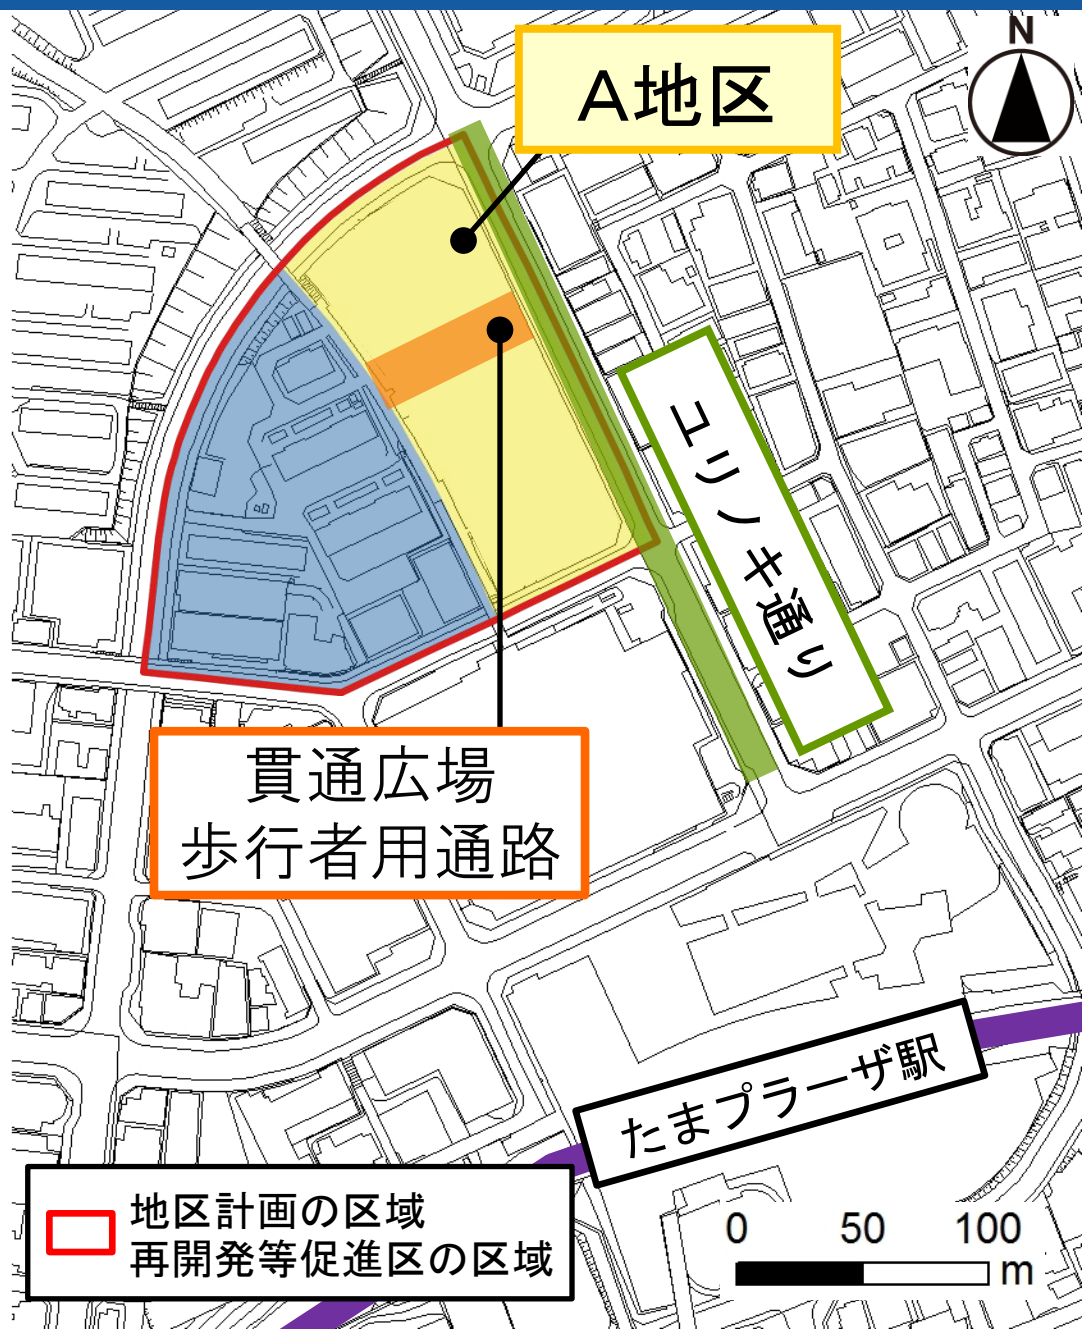 N
A地区
ユリノキ通り
貫通広場
歩行者用通路
たまプラーザ駅
地区計画の区域
再開発等促進区の区域
0 50 100
m